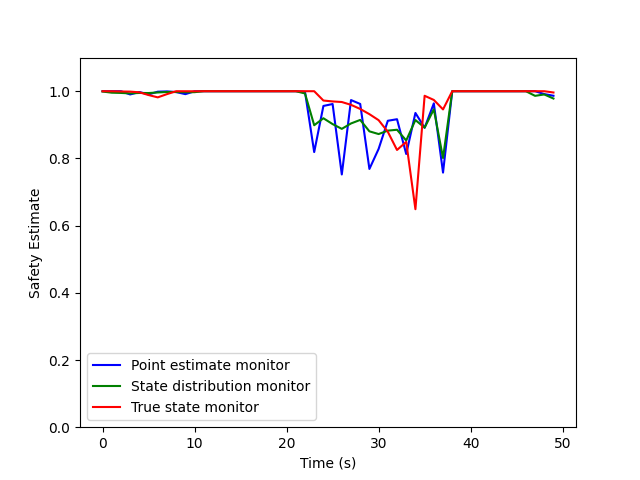 1.0
0.8
0.6
0.4
0.2
0.0
Safety Estimate
Point estimate monitor
State distribution monitor
True state monitor
0 10 20 30 40 50
Time (s)